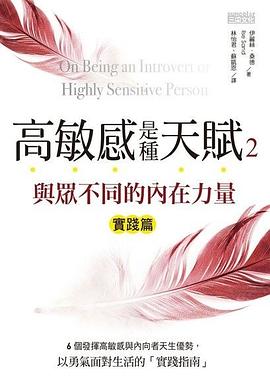 suncolor
三采文化
On Being an Introvert or
Highly Sensitive Person
伊麗絲．桑德
Ilse Sand
著
林怡君、蘇凱恩
譯
高敏感是種天賦2
與眾不同的內在力量
實踐篇
6 個發揮高敏感與內向者天生優勢，
以勇氣面對生活的「實踐指南」